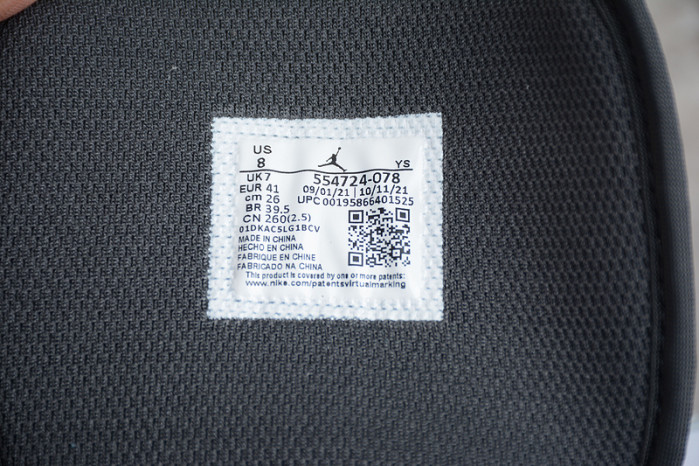 US
8
YS
UK 7 554724-078
EUR 41 09/01/21 | 10/11/21
cm 26 UPC 00195866401525
BR 39.5
CN 260(2.5)
01DKACSLG1BCV
MADE IN CHINA
HECHO EN CHINA
FABRIQUE EN CHINE
FABRICADO NA CHINA
This product is covered by one or more patents:
www.nike.com/patentsvirtualmarking